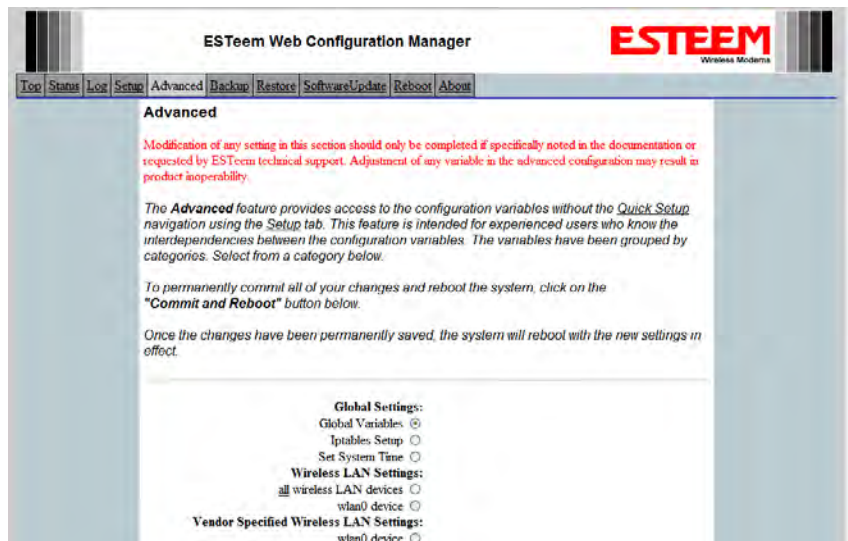 ESTeem Web Configuration Manager
ESTEEM
Wireless Modems
Top Status Log Setup Advanced Backup Restore SoftwareUpdate Reboot About
Advanced
Modification of any setting in this section should only be completed if specifically noted in the documentation or
requested by ESTeem technical support. Adjustment of any variable in the advanced configuration may result in
product inoperability.
The Advanced feature provides access to the configuration variables without the Quick Setup
navigation using the Setup tab. This feature is intended for experienced users who know the
interdependencies between the configuration variables. The variables have been grouped by
categories. Select from a category below.
To permanently commit all of your changes and reboot the system, click on the
"Commit and Reboot" button below.
Once the changes have been permanently saved, the system will reboot with the new settings in
effect.
Global Settings:
Global Variables
Iptables Setup
Set System Time
Wireless LAN Settings:
all wireless LAN devices
wlan0 device
Vendor Specified Wireless LAN Settings:
wlan0 device